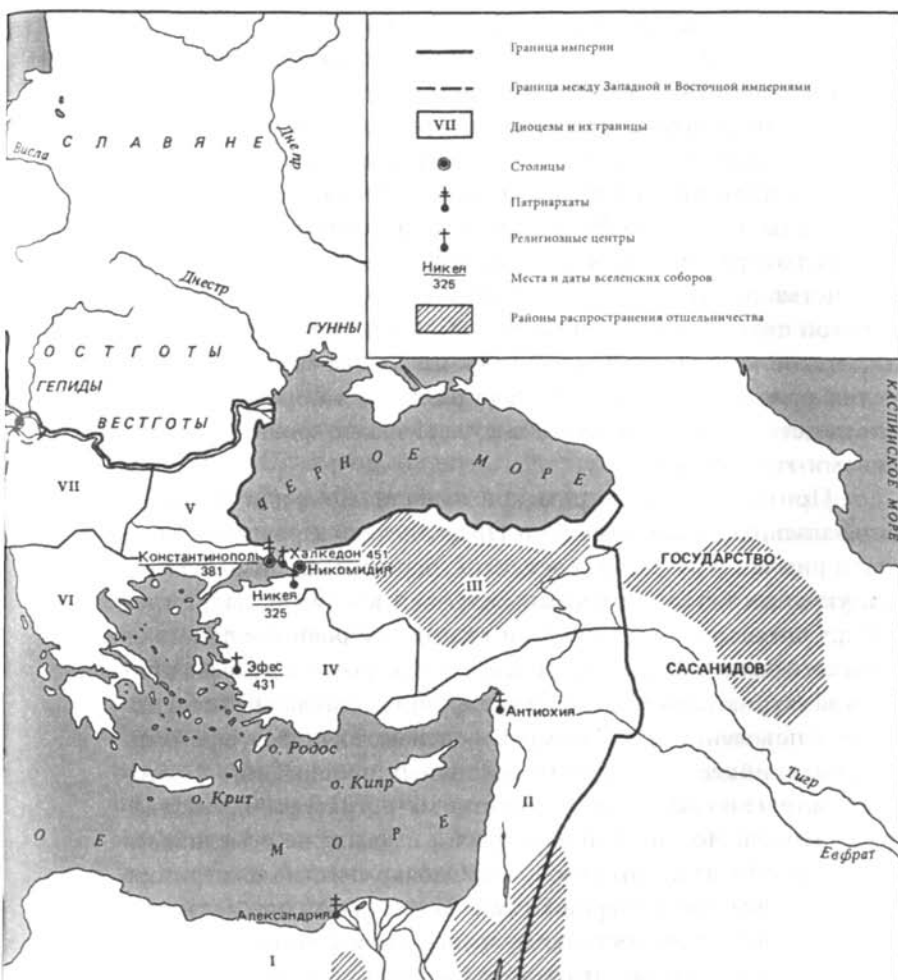 Граница империи
Граница между Западной и Восточной империями
VII
Диоцезы и их границы
Столицы
Патриархаты
Религиозные центры
Никея
325
Места и даты вселенских соборов
Районы распространения отшельничества
СЛАВЯНЕ
Висла
Днепр
Днестр
ГУННЫ
ОСТГОТЫ
ГЕПИДЫ
ВЕСТГОТЫ
КАСПИЙСКОЕ МОРЕ
ЧЕРНОЕ МОРЕ
VII
V
Константинополь
381
Халкедон 451
Никомидия
Никея
325
III
ГОСУДАРСТВО
САСАНИДОВ
VI
Эфес
431
IV
Антиохия
о. Родос
о. Кипр
о. Крит
II
Тигр
Евфрат
ОЕ МОРЕ
Александрия
I